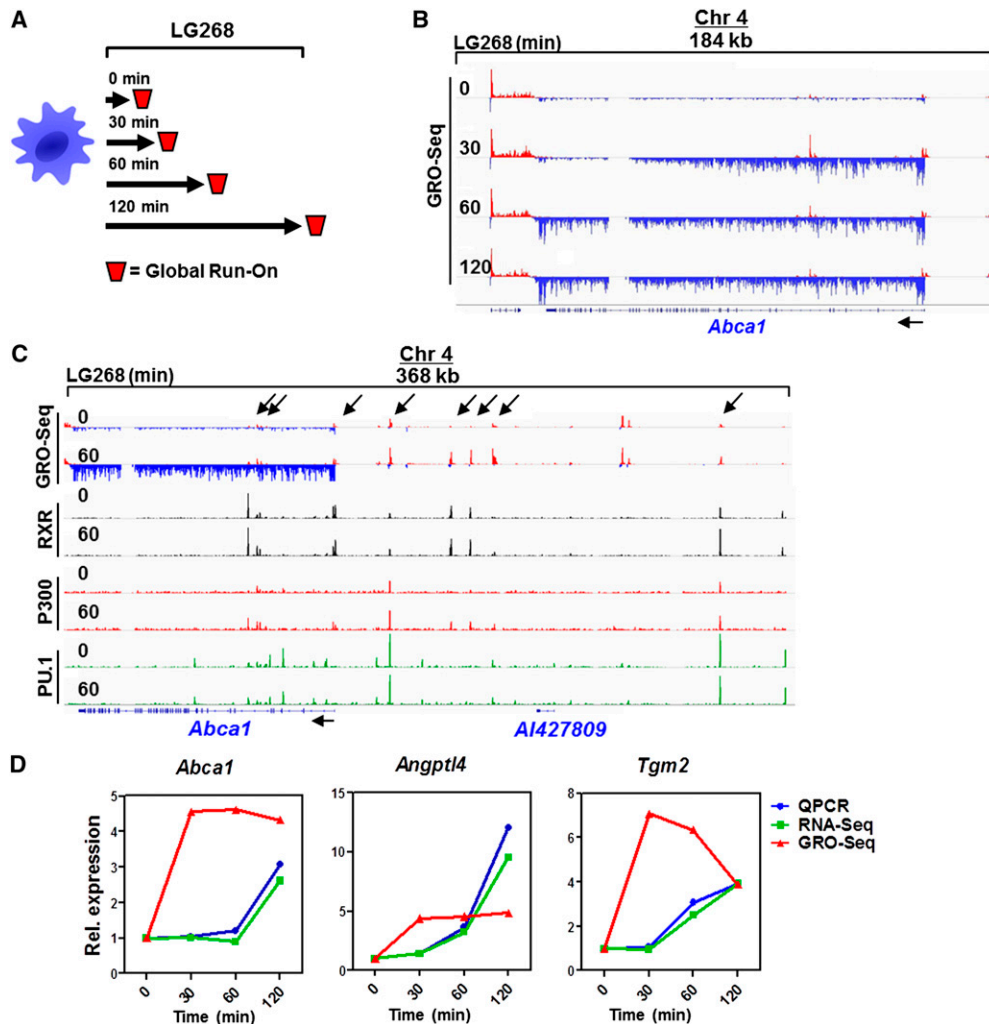 A
LG268
0 min
30 min
60 min
120 min
= Global Run-On
B
Chr 4
LG268 (min)
184 kb
GRO-Seq
0
30
60
120
Abca1
C
Chr 4
LG268 (min)
368 kb
GRO-Seq
0
60
RXR
0
60
P300
0
60
PU.1
0
60
Abca1
AI427809
D
Abca1
Angptl4
Tgm2
Rel. expression
5
4
3
2
1
0
0
30
60
120
Time (min)
15
10
5
0
0
30
60
120
Time (min)
8
6
4
2
0
0
30
60
120
Time (min)
QPCR
RNA-Seq
GRO-Seq